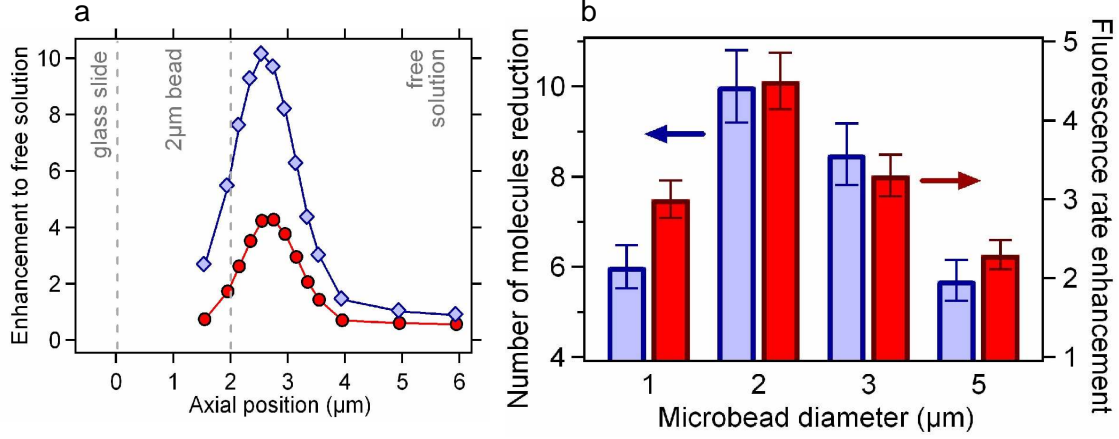 a
Enhancement to free solution
10
8
6
4
2
0
glass slide
2µm bead
free
solution
0 1 2 3 4 5 6
Axial position (µm)
b
Number of molecules reduction
10
8
6
4
5
4
3
2
1
Fluorescence rate enhancement
1 2 3 5
Microbead diameter (µm)